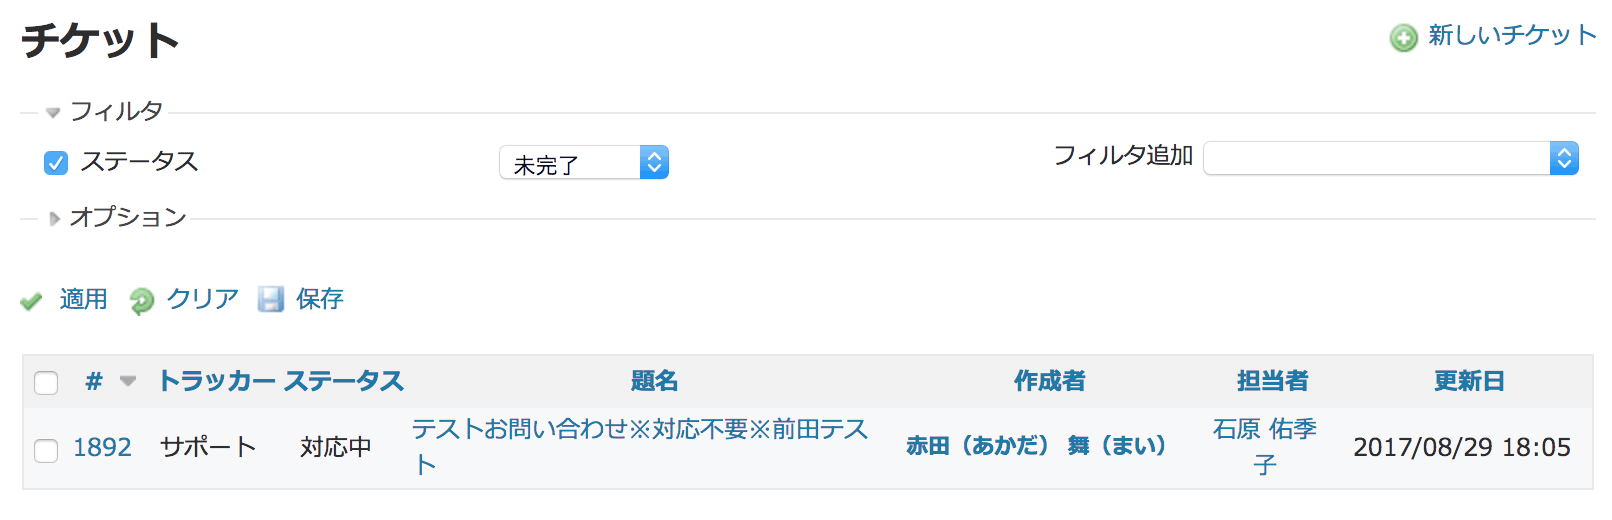 チケット
新しいチケット
フィルタ
ステータス 未完了 フィルタ追加
オプション
適用 クリア 保存
# トラッカー ステータス 題名 作成者 担当者 更新日
1892 サポート 対応中 テストお問い合わせ※対応不要※前田テス
ト 赤田（あかだ） 舞（まい） 石原 佑季
子 2017/08/29 18:05